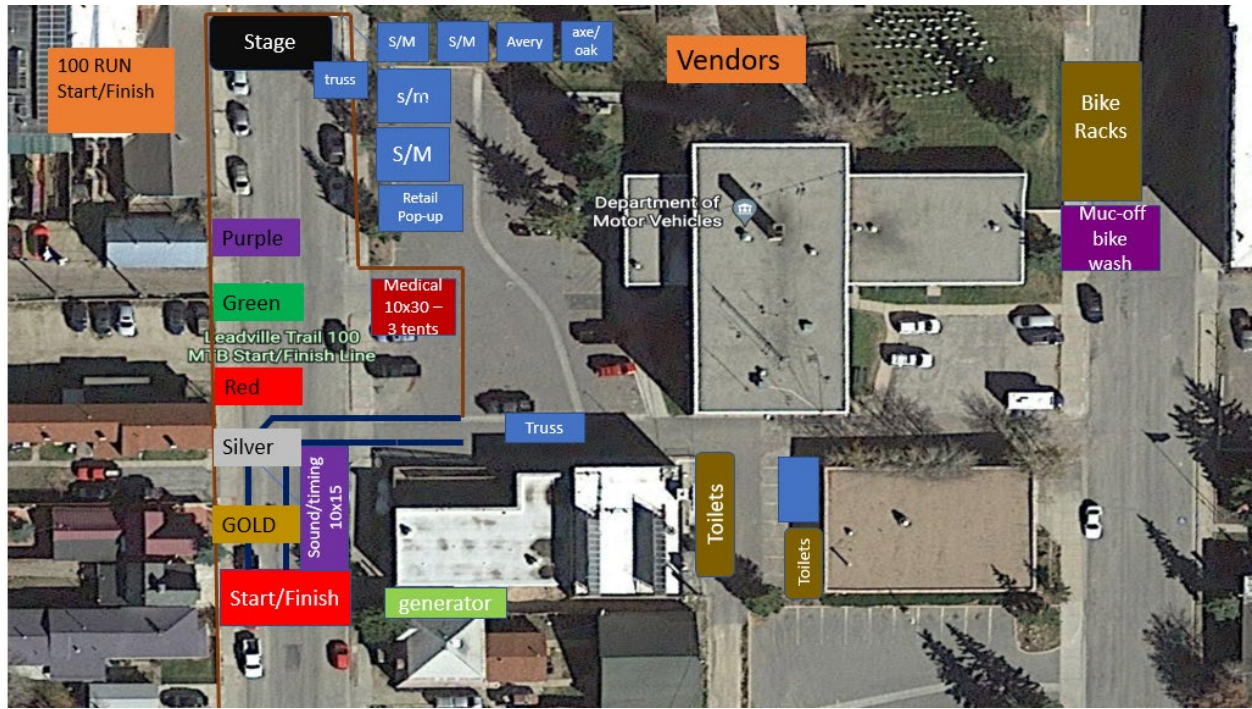 Stage
S/M
S/M
Avery
axe/
oak
100 RUN
Start/Finish
truss
s/m
Vendors
Bike
Racks
S/M
Retail
Pop-up
Department of
Motor Vehicles
Purple
Muc-off
bike
wash
Green
Medical
10x30 –
3 tents
Leadville Trail 100
MTB Start/Finish Line
Red
Truss
Silver
Sound/timing
10x15
GOLD
Toilets
Toilets
Start/Finish
generator